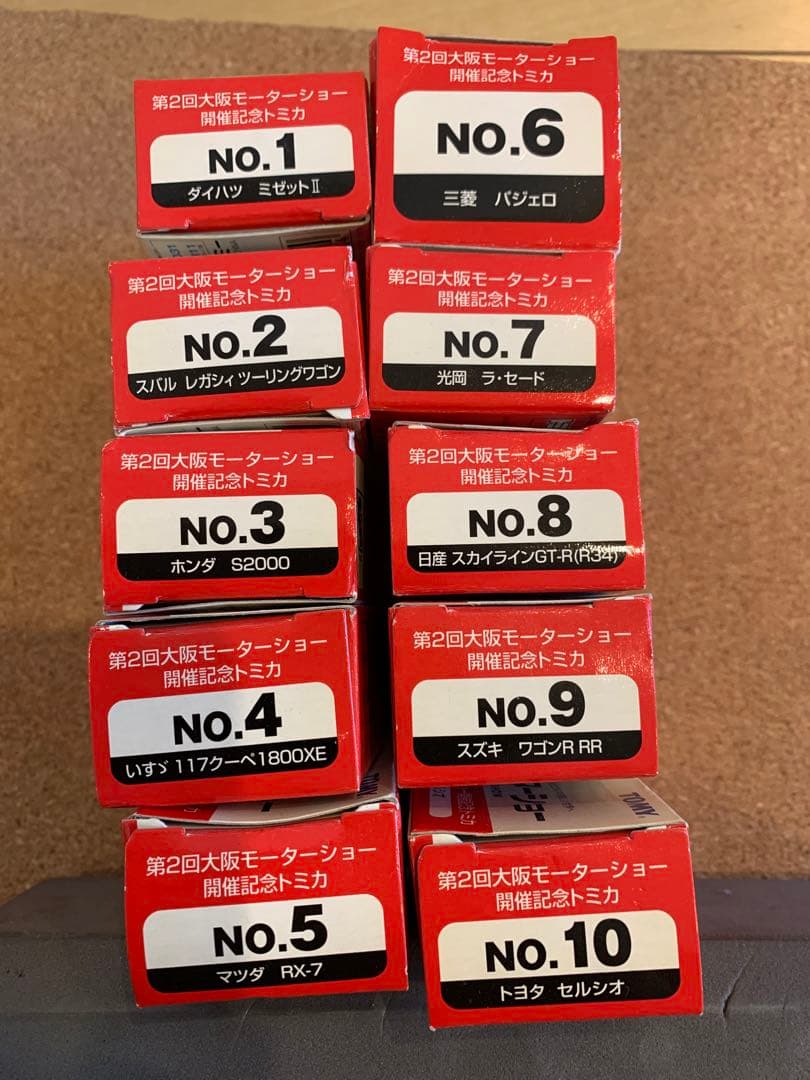 第2回大阪モーターショー
開催記念トミカ
NO.1
ダイハツ ミゼットⅡ
第2回大阪モーターショー
開催記念トミカ
NO.2
スバル レガシィツーリングワゴン
第2回大阪モーターショー
開催記念トミカ
NO.3
ホンダ S2000
第2回大阪モーターショー
開催記念トミカ
NO.4
いすゞ 117クーペ1800XE
第2回大阪モーターショー
開催記念トミカ
NO.5
マツダ RX-7
第2回大阪モーターショー
開催記念トミカ
NO.6
三菱 パジェロ
第2回大阪モーターショー
開催記念トミカ
NO.7
光岡 ラ・セード
第2回大阪モーターショー
開催記念トミカ
NO.8
日産 スカイラインGT-R(R34)
第2回大阪モーターショー
開催記念トミカ
NO.9
スズキ ワゴンR RR
TOMY
第2回大阪モーターショー
開催記念トミカ
NO.10
トヨタ セルシオ